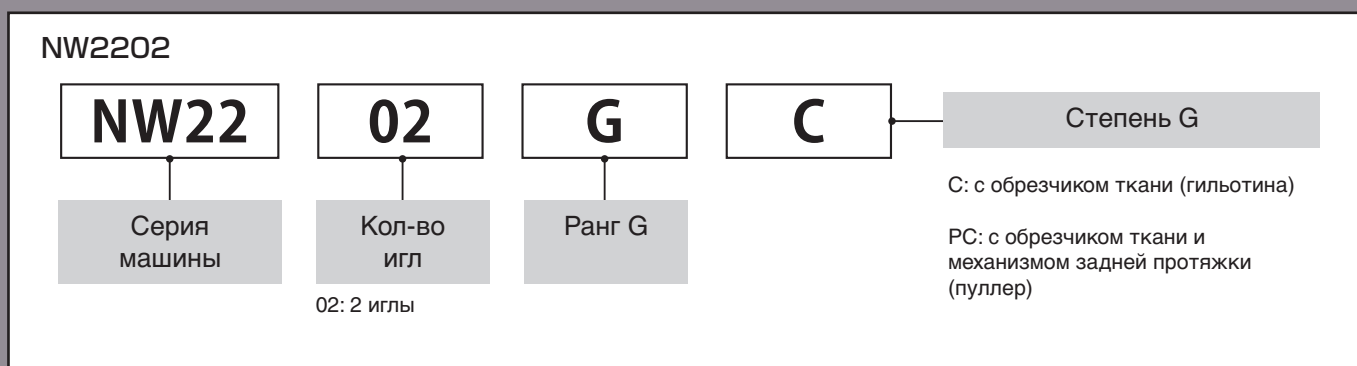 NW2202
NW22
02
G
C
Степень G
Серия
машины
Кол-во
игл
02: 2 иглы
Ранг G
C: с обрезчиком ткани (гильотина)
PC: с обрезчиком ткани и
механизмом задней протяжки
(пуллер)